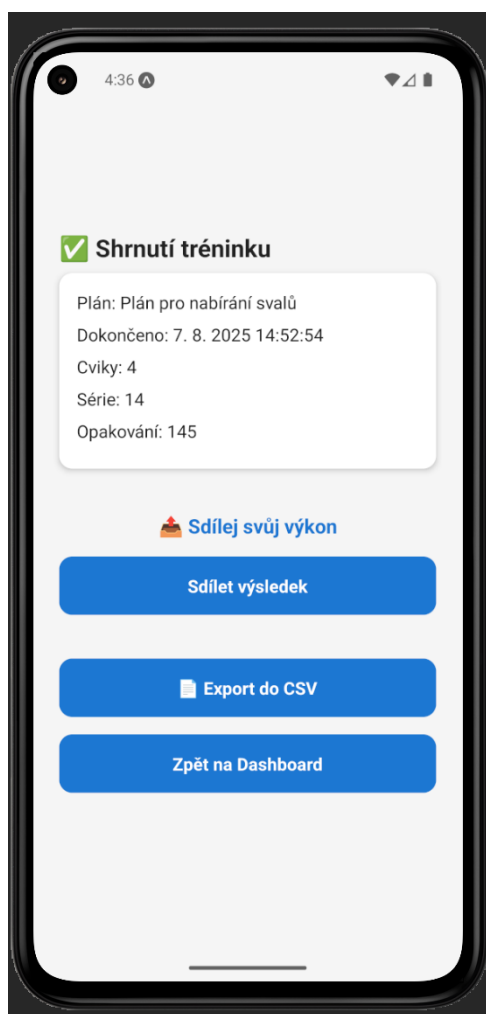 4:36
✅ Shrnutí tréninku
Plán: Plán pro nabírání svalů
Dokončeno: 7. 8. 2025 14:52:54
Cviky: 4
Série: 14
Opakování: 145
📤 Sdílej svůj výkon
Sdílet výsledek
📄 Export do CSV
Zpět na Dashboard